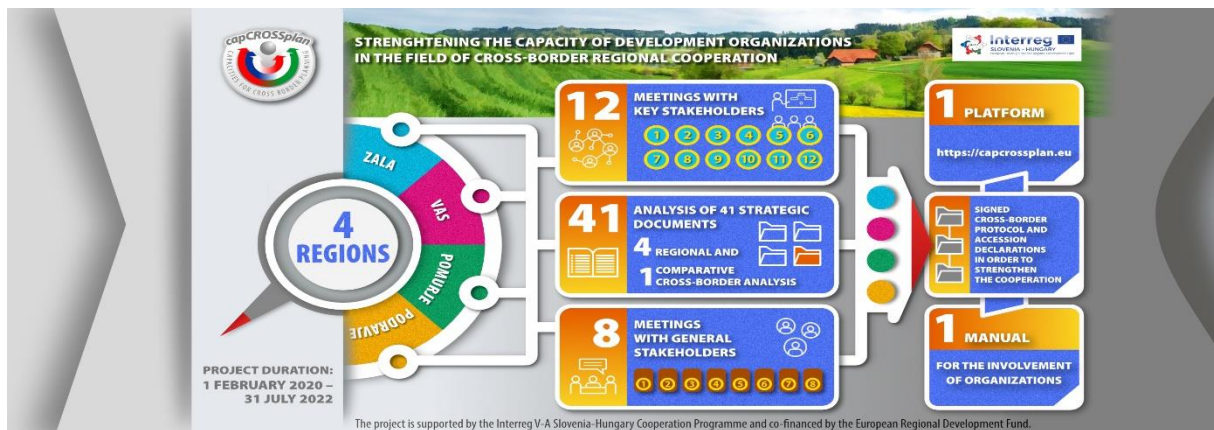 capCROSSplan
CAPACITIES FOR CROSS BORDER PLANNING
STRENGHTENING THE CAPACITY OF DEVELOPMENT ORGANIZATIONS
IN THE FIELD OF CROSS-BORDER REGIONAL COOPERATION
Interreg
SLOVENIA - HUNGARY
4
REGIONS
ZALA
VAS
POMURJE
PODRAVJE
PROJECT DURATION:
1 FEBRUARY 2020 –
31 JULY 2022
12
MEETINGS WITH
KEY STAKEHOLDERS
1 2 3 4 5 6
7 8 9 10 11 12
41
ANALYSIS OF 41 STRATEGIC
DOCUMENTS
4 REGIONAL AND
1 COMPARATIVE
CROSS-BORDER ANALYSIS
8
MEETINGS
WITH GENERAL
STAKEHOLDERS
1 2 3 4 5 6 7 8
1 PLATFORM
https://capcrossplan.eu
SIGNED
CROSS-BORDER
PROTOCOL AND
ACCESSION
DECLARATIONS
IN ORDER TO
STRENGTHEN
THE COOPERATION
1 MANUAL
FOR THE INVOLVEMENT
OF ORGANIZATIONS
The project is supported by the Interreg V-A Slovenia-Hungary Cooperation Programme and co-financed by the European Regional Development Fund.